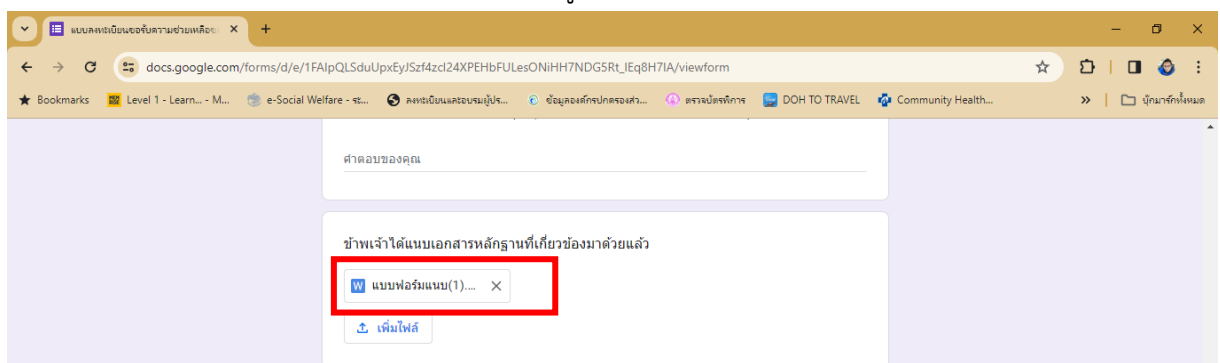 แบบลงทะเบียนขอรับความช่วยเหลือข
docs.google.com/forms/d/e/1FAIpQLSduUpxEyJSzf4zcl24XPEHbFULesONiHH7NDG5Rt_IEq8H7IA/viewform
Bookmarks Level 1 - Learn... - M... e-Social Welfare - ระ... ลงทะเบียนและอบรมผู้ประ... ข้อมูลองค์กรปกครองส่ว... ตรวจบัตรพิการ DOH TO TRAVEL Community Health... » บุ๊กมาร์กทั้งหมด
คำตอบของคุณ
ข้าพเจ้าได้แนบเอกสารหลักฐานที่เกี่ยวข้องมาด้วยแล้ว
W แบบฟอร์มแนบ(1)....
เพิ่มไฟล์